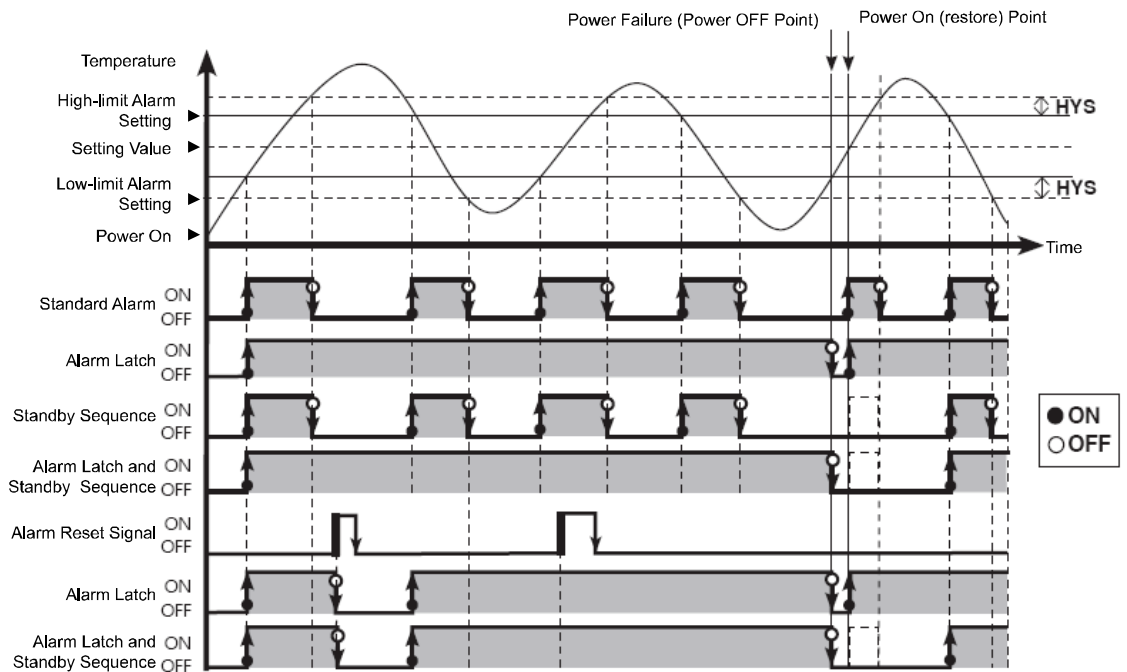 Power Failure (Power OFF Point)
Power On (restore) Point
Temperature
High-limit Alarm
Setting
HYS
Setting Value
Low-limit Alarm
Setting
HYS
Power On
Time
Standard Alarm
ON
OFF
Alarm Latch
ON
OFF
Standby Sequence
ON
OFF
ON
OFF
Alarm Latch and
Standby Sequence
ON
OFF
Alarm Reset Signal
ON
OFF
Alarm Latch
ON
OFF
Alarm Latch and
Standby Sequence
ON
OFF